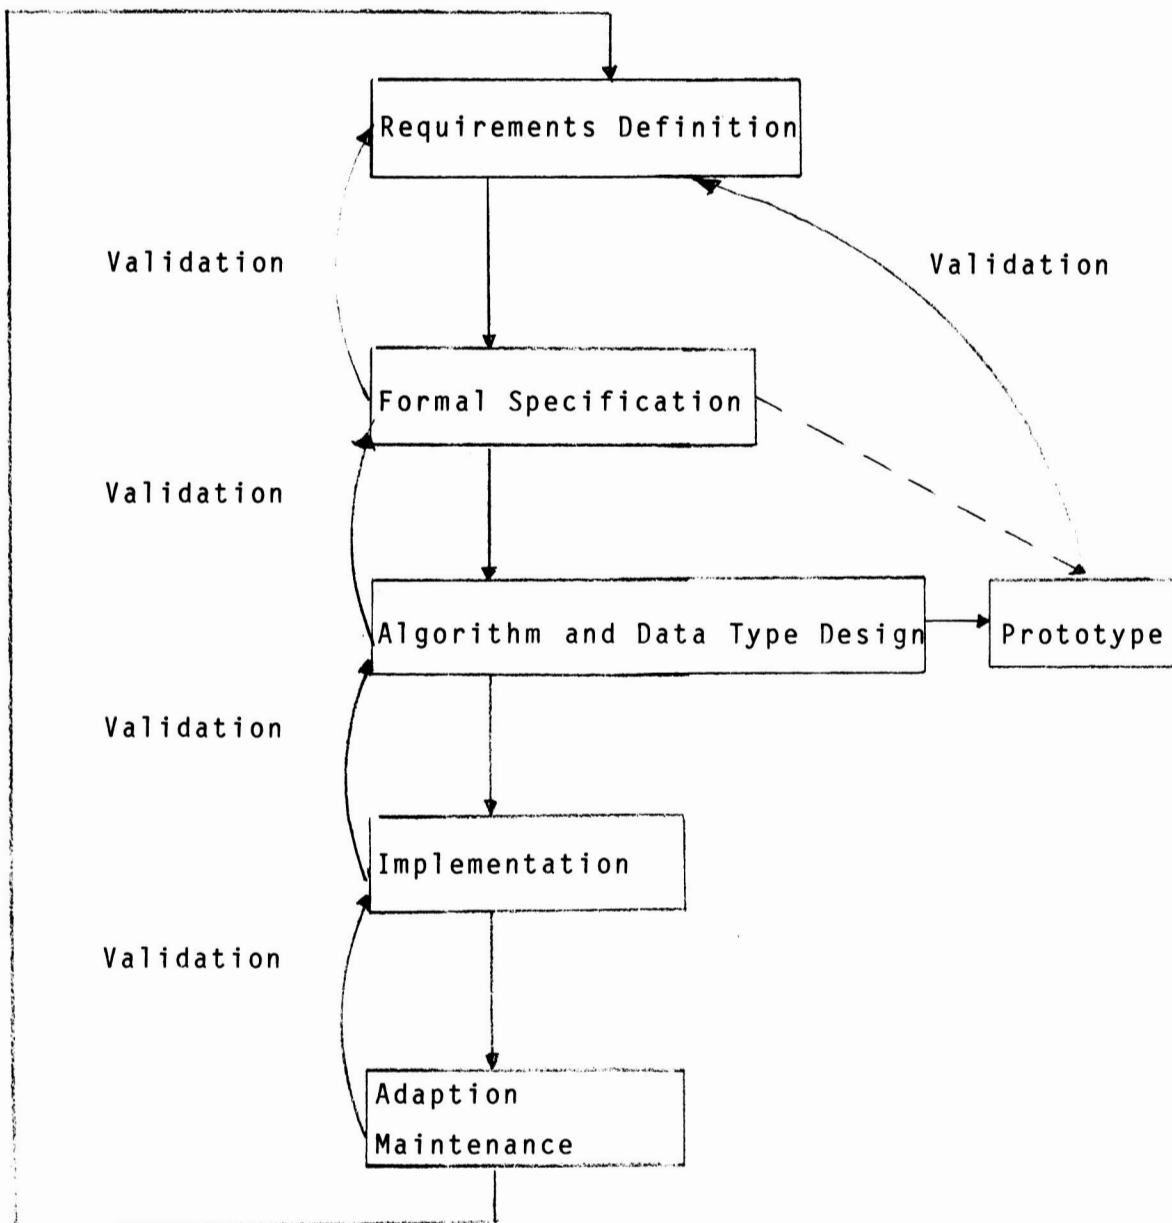 Requirements Definition
Validation
Validation
Formal Specification
Validation
Algorithm and Data Type Design
Prototype
Validation
Implementation
Validation
Adaption
Maintenance